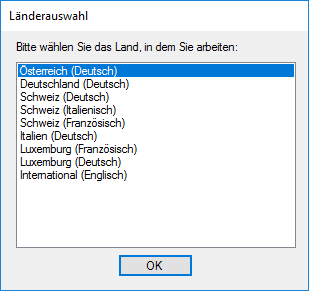 Länderauswahl
Bitte wählen Sie das Land, in dem Sie arbeiten:
Österreich (Deutsch)
Deutschland (Deutsch)
Schweiz (Deutsch)
Schweiz (Italienisch)
Schweiz (Französisch)
Italien (Deutsch)
Luxemburg (Französisch)
Luxemburg (Deutsch)
International (Englisch)
OK